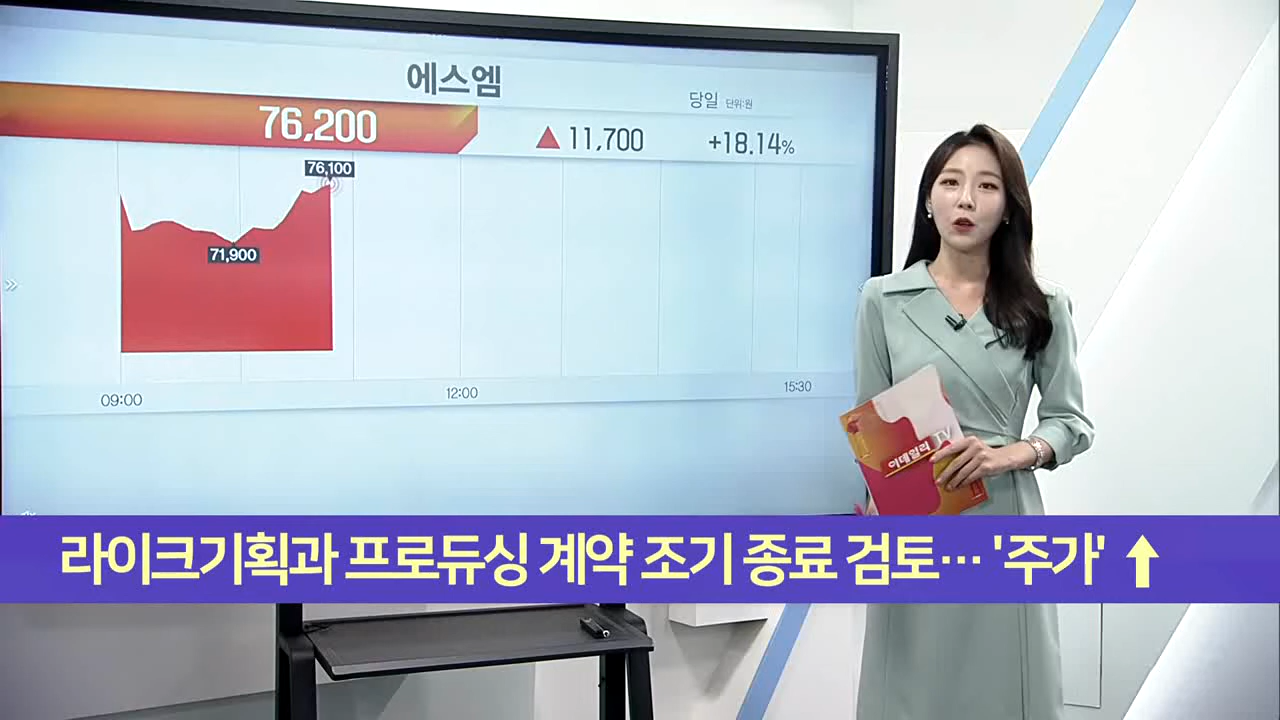 에스엠
당일 단위:원
76,200 ▲ 11,700 +18.14%
76,100
71,900
09:00 12:00 15:30
이데일리 TV
라이크기획과 프로듀싱 계약 조기 종료 검토… '주가' ↑